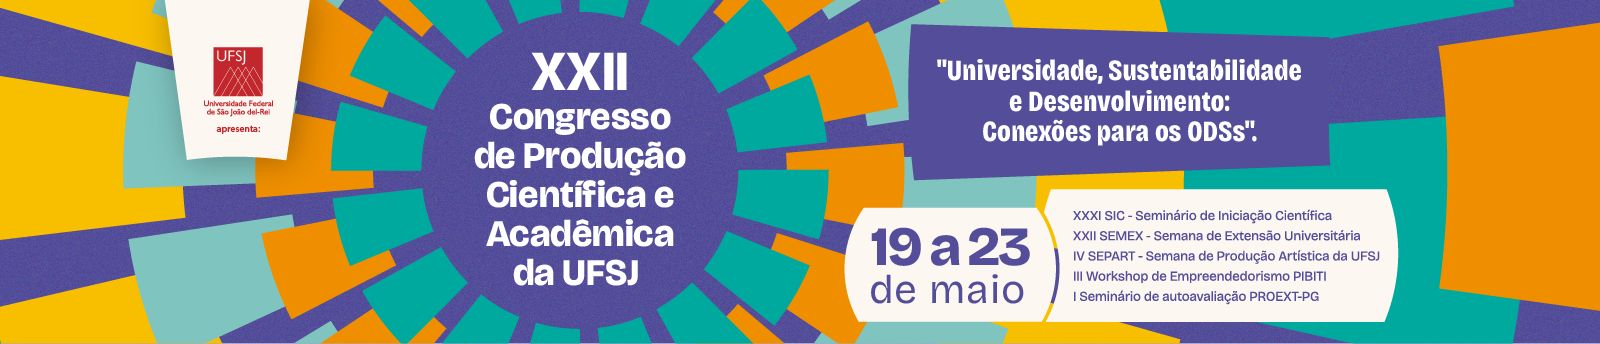 UFSJ
Universidade Federal
de São João del-Rei
apresenta:
XXII
Congresso
de Produção
Científica e
Acadêmica
da UFSJ
"Universidade, Sustentabilidade
e Desenvolvimento:
Conexões para os ODSs".
19 a 23
de maio
XXXI SIC - Seminário de Iniciação Científica
XXII SEMEX - Semana de Extensão Universitária
IV SEPART - Semana de Produção Artística da UFSJ
III Workshop de Empreendedorismo PIBITI
I Seminário de autoavaliação PROEXT-PG